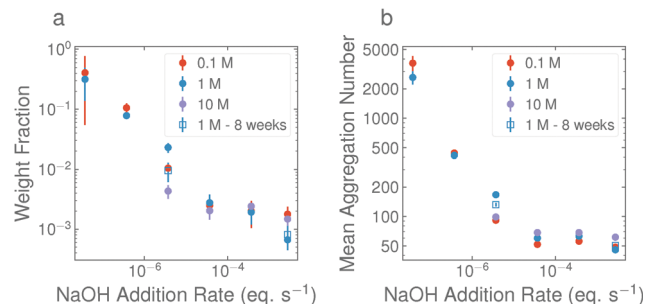 a
Weight Fraction
10⁰
10⁻¹
10⁻²
10⁻³
0.1 M
1 M
10 M
1 M - 8 weeks
10⁻⁶
10⁻⁴
NaOH Addition Rate (eq. s⁻¹)
b
Mean Aggregation Number
5000
2000
1000
500
200
100
50
0.1 M
1 M
10 M
1 M - 8 weeks
10⁻⁶
10⁻⁴
NaOH Addition Rate (eq. s⁻¹)